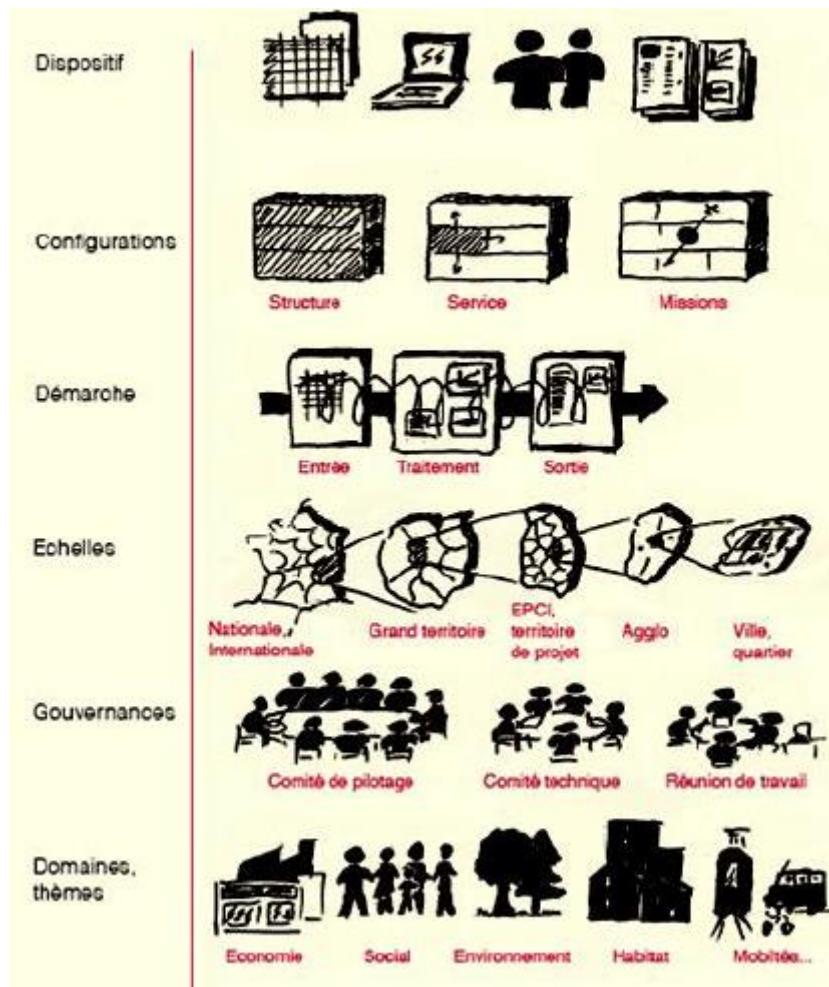 Dispositif
Configurations
Structure
Service
Missions
Démarche
Entrée
Traitement
Sortie
Echelles
Nationale,
Internationale
Grand territoire
EPCI,
territoire
de projet
Agglo
Ville,
quartier
Gouvernances
Comité de pilotage
Comité technique
Réunion de travail
Domaines,
thèmes
Economie
Social
Environnement
Habitat
Mobiltés...